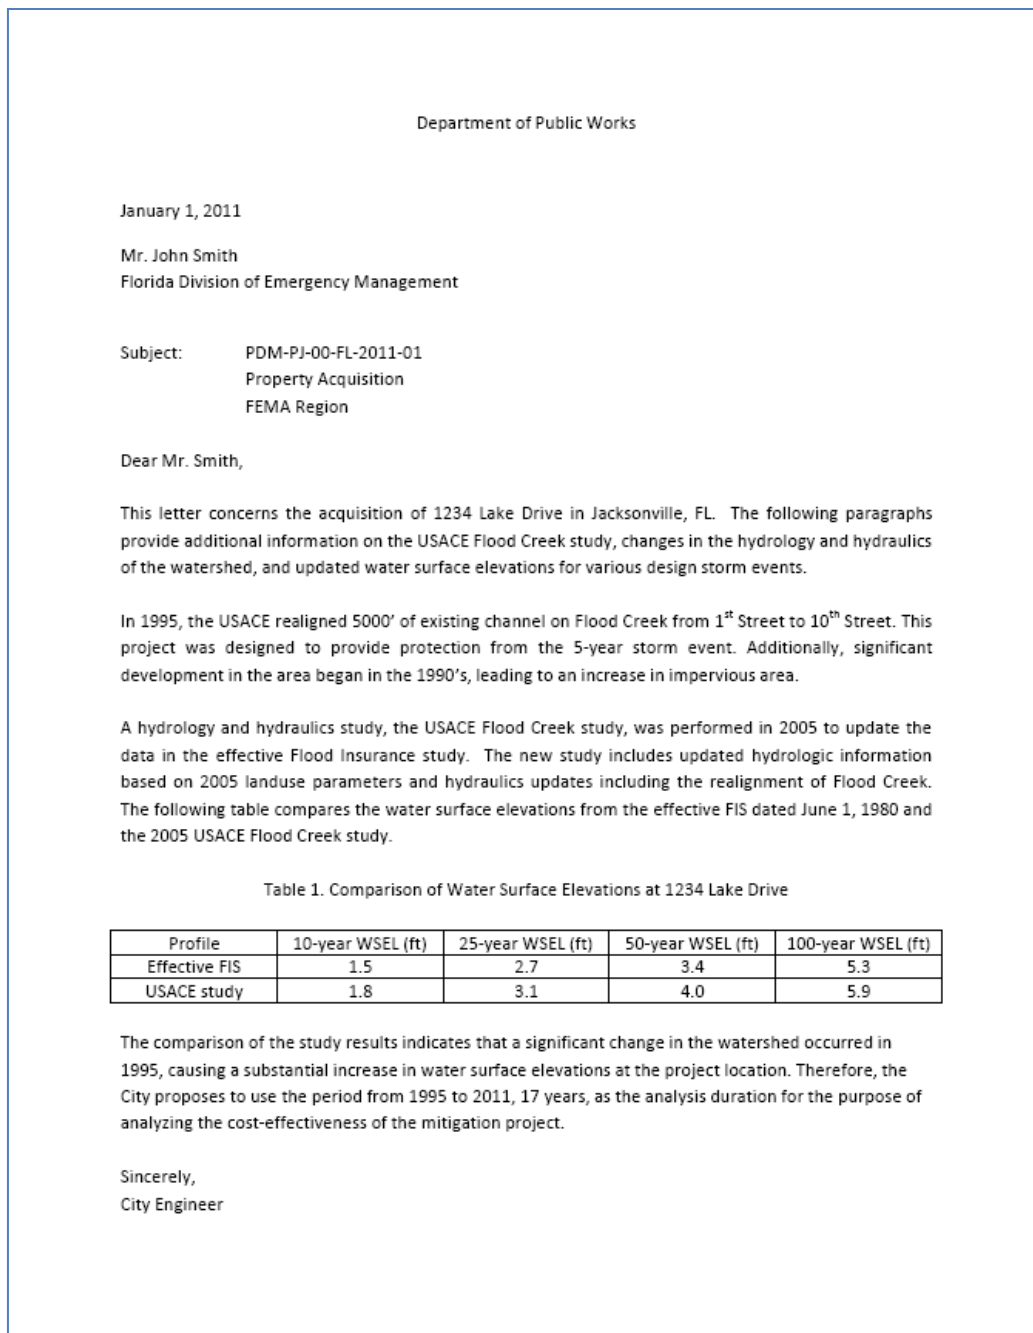 Department of Public Works
January 1, 2011
Mr. John Smith
Florida Division of Emergency Management
Subject: PDM-PJ-00-FL-2011-01
Property Acquisition
FEMA Region
Dear Mr. Smith,
This letter concerns the acquisition of 1234 Lake Drive in Jacksonville, FL. The following paragraphs
provide additional information on the USACE Flood Creek study, changes in the hydrology and hydraulics
of the watershed, and updated water surface elevations for various design storm events.
In 1995, the USACE realigned 5000’ of existing channel on Flood Creek from 1st Street to 10th Street. This
project was designed to provide protection from the 5-year storm event. Additionally, significant
development in the area began in the 1990’s, leading to an increase in impervious area.
A hydrology and hydraulics study, the USACE Flood Creek study, was performed in 2005 to update the
data in the effective Flood Insurance study. The new study includes updated hydrologic information
based on 2005 landuse parameters and hydraulics updates including the realignment of Flood Creek.
The following table compares the water surface elevations from the effective FIS dated June 1, 1980 and
the 2005 USACE Flood Creek study.
Table 1. Comparison of Water Surface Elevations at 1234 Lake Drive
Profile 10-year WSEL (ft) 25-year WSEL (ft) 50-year WSEL (ft) 100-year WSEL (ft)
Effective FIS 1.5 2.7 3.4 5.3
USACE study 1.8 3.1 4.0 5.9
The comparison of the study results indicates that a significant change in the watershed occurred in
1995, causing a substantial increase in water surface elevations at the project location. Therefore, the
City proposes to use the period from 1995 to 2011, 17 years, as the analysis duration for the purpose of
analyzing the cost-effectiveness of the mitigation project.
Sincerely,
City Engineer